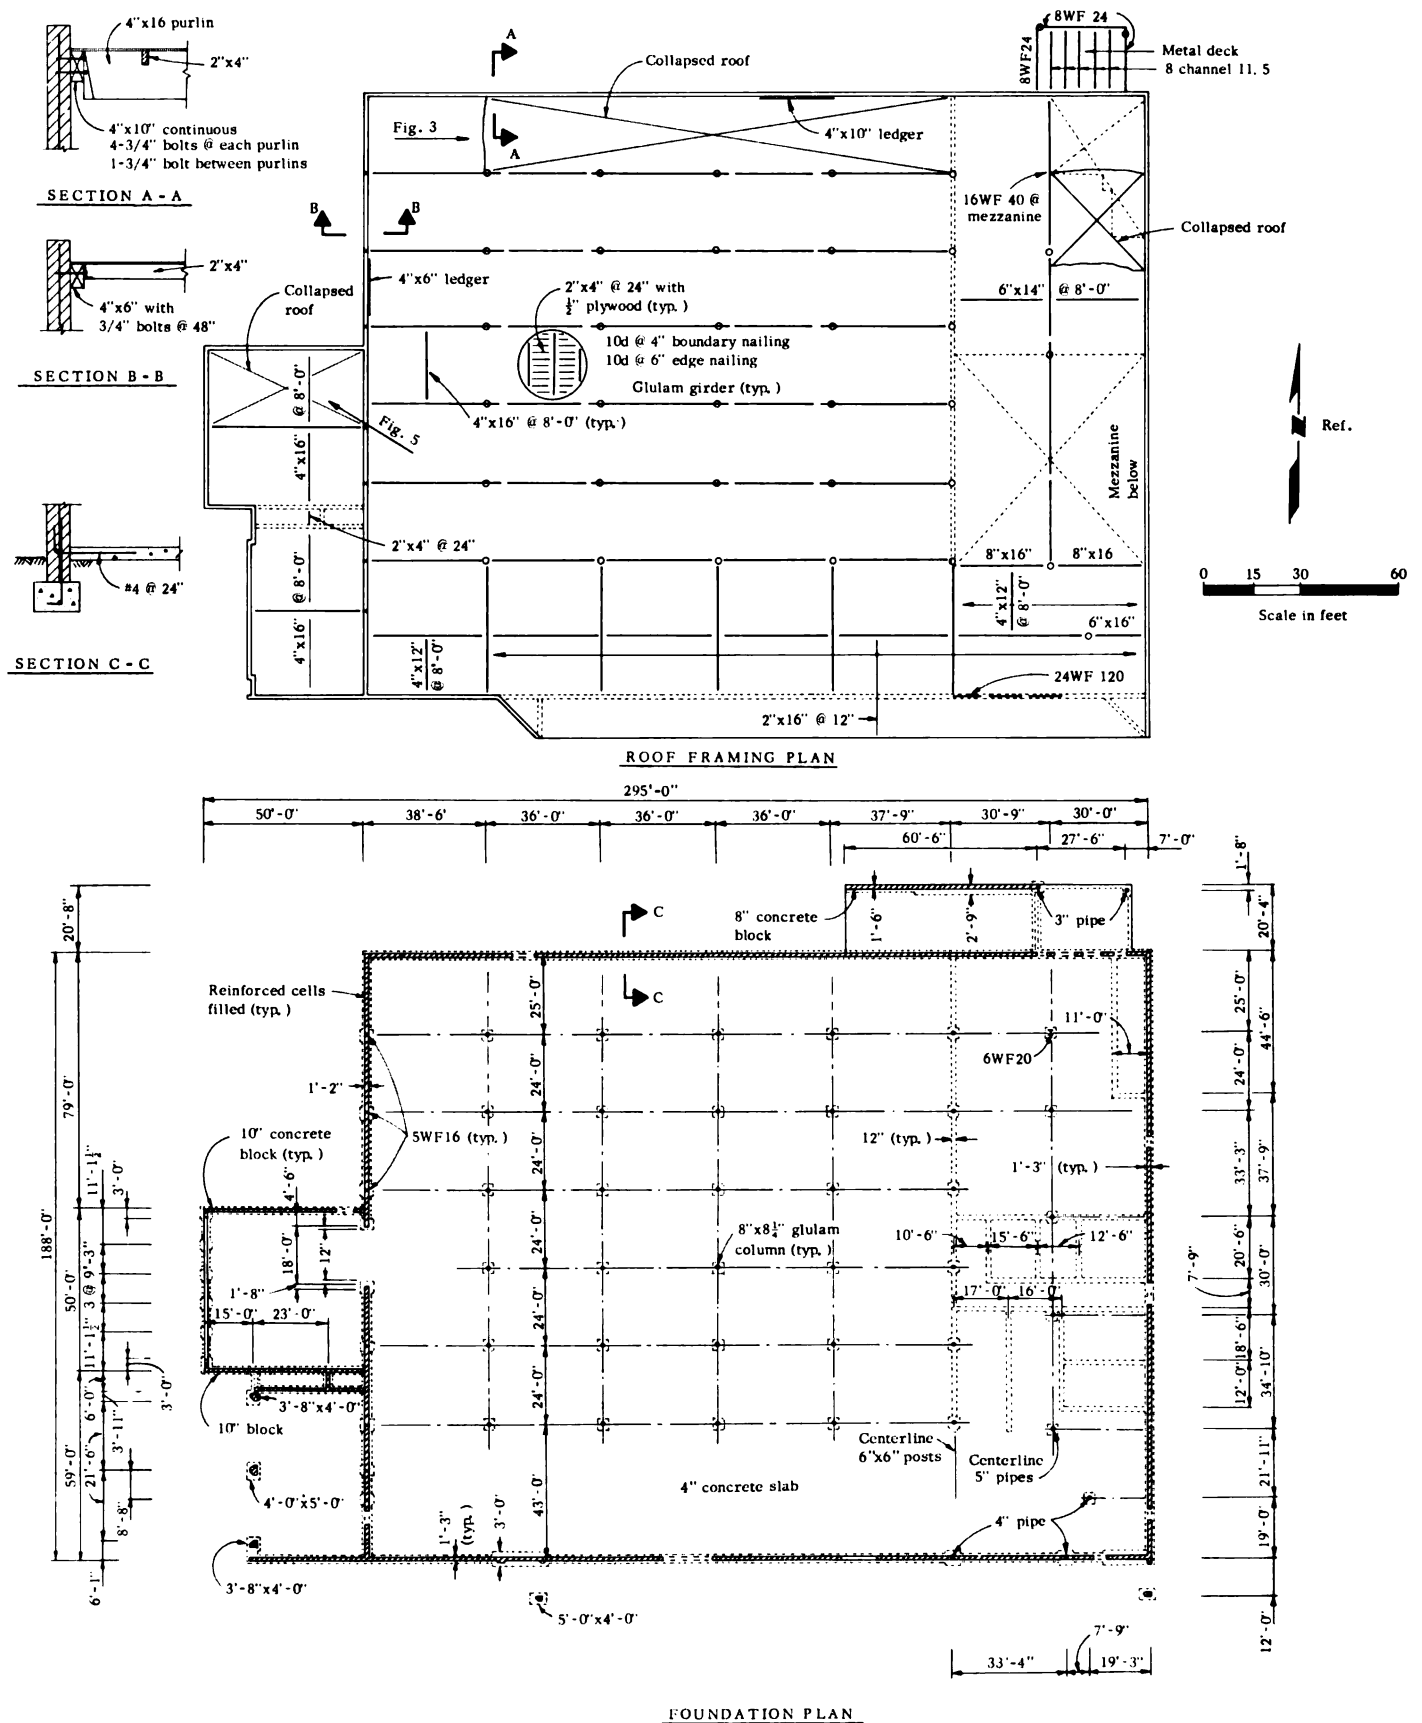 4"x16 purlin
2"x4"
4"x10" continuous
4-3/4" bolts @ each purlin
1-3/4" bolt between purlins
SECTION A-A
2"x4"
4"x6" with
3/4" bolts @ 48"
SECTION B-B
#4 @ 24"
SECTION C-C
A
A
Collapsed roof
Fig. 3
4"x10" ledger
8WF 24
8WF24
Metal deck
8 channel 11.5
16WF 40 @
mezzanine
Collapsed roof
B
B
4"x6" ledger
2"x4" @ 24" with
½" plywood (typ.)
10d @ 4" boundary nailing
10d @ 6" edge nailing
Glulam girder (typ.)
6"x14" @ 8'-0"
Collapsed
roof
@ 8'-0"
4"x16"
Fig. 5
4"x16" @ 8'-0" (typ.)
Mezzanine
below
Ref.
2"x4" @ 24"
@ 8'-0"
4"x16"
8"x16"
8"x16
4"x12"
@ 8'-0"
6"x16"
0 15 30 60
Scale in feet
4"x12"
@ 8'-0"
24WF 120
2"x16" @ 12"
ROOF FRAMING PLAN
295'-0"
50'-0"
38'-6'
36'-0"
36'-0"
36'-0"
37'-9"
30'-9"
30'-0"
60'-6"
27'-6"
7'-0"
1'-8"
20'-8"
8" concrete
block
1'-6"
2'-9"
3" pipe
20'-4"
C
C
Reinforced cells
filled (typ.)
25'-0"
25'-0"
44'-6"
11'-0"
6WF20
1'-2"
24'-0"
24'-0"
79'-0"
10" concrete
block (typ.)
5WF16 (typ.)
12" (typ.)
1'-3" (typ.)
24'-0"
33'-3"
37'-9"
188'-0"
11'-1½"
3'-0"
4'-6"
8"x8¼" glulam
column (typ.)
10'-6"
15'-6"
12'-6"
24'-0"
20'-6"
30'-0"
7'-9"
18'-0"
12"
1'-8"
50'-0"
3 @ 9'-3"
15'-0"
23'-0"
17'-0"
16'-0"
24'-0"
18'-6"
11'-1½"
3'-0"
3'-8"x4'-0"
10" block
24'-0"
12'-0"
34'-10"
6'-0"
3'-11"
59'-0"
21'-6"
8'-8"
6'-1"
Centerline
6"x6" posts
Centerline
5" pipes
4'-0"x5'-0"
4" concrete slab
43'-0"
21'-11"
1'-3"
(typ.)
3'-0"
4" pipe
19'-0"
3'-8"x4'-0"
5'-0"x4'-0"
12'-0"
7'-9"
33'-4"
19'-3"
FOUNDATION PLAN